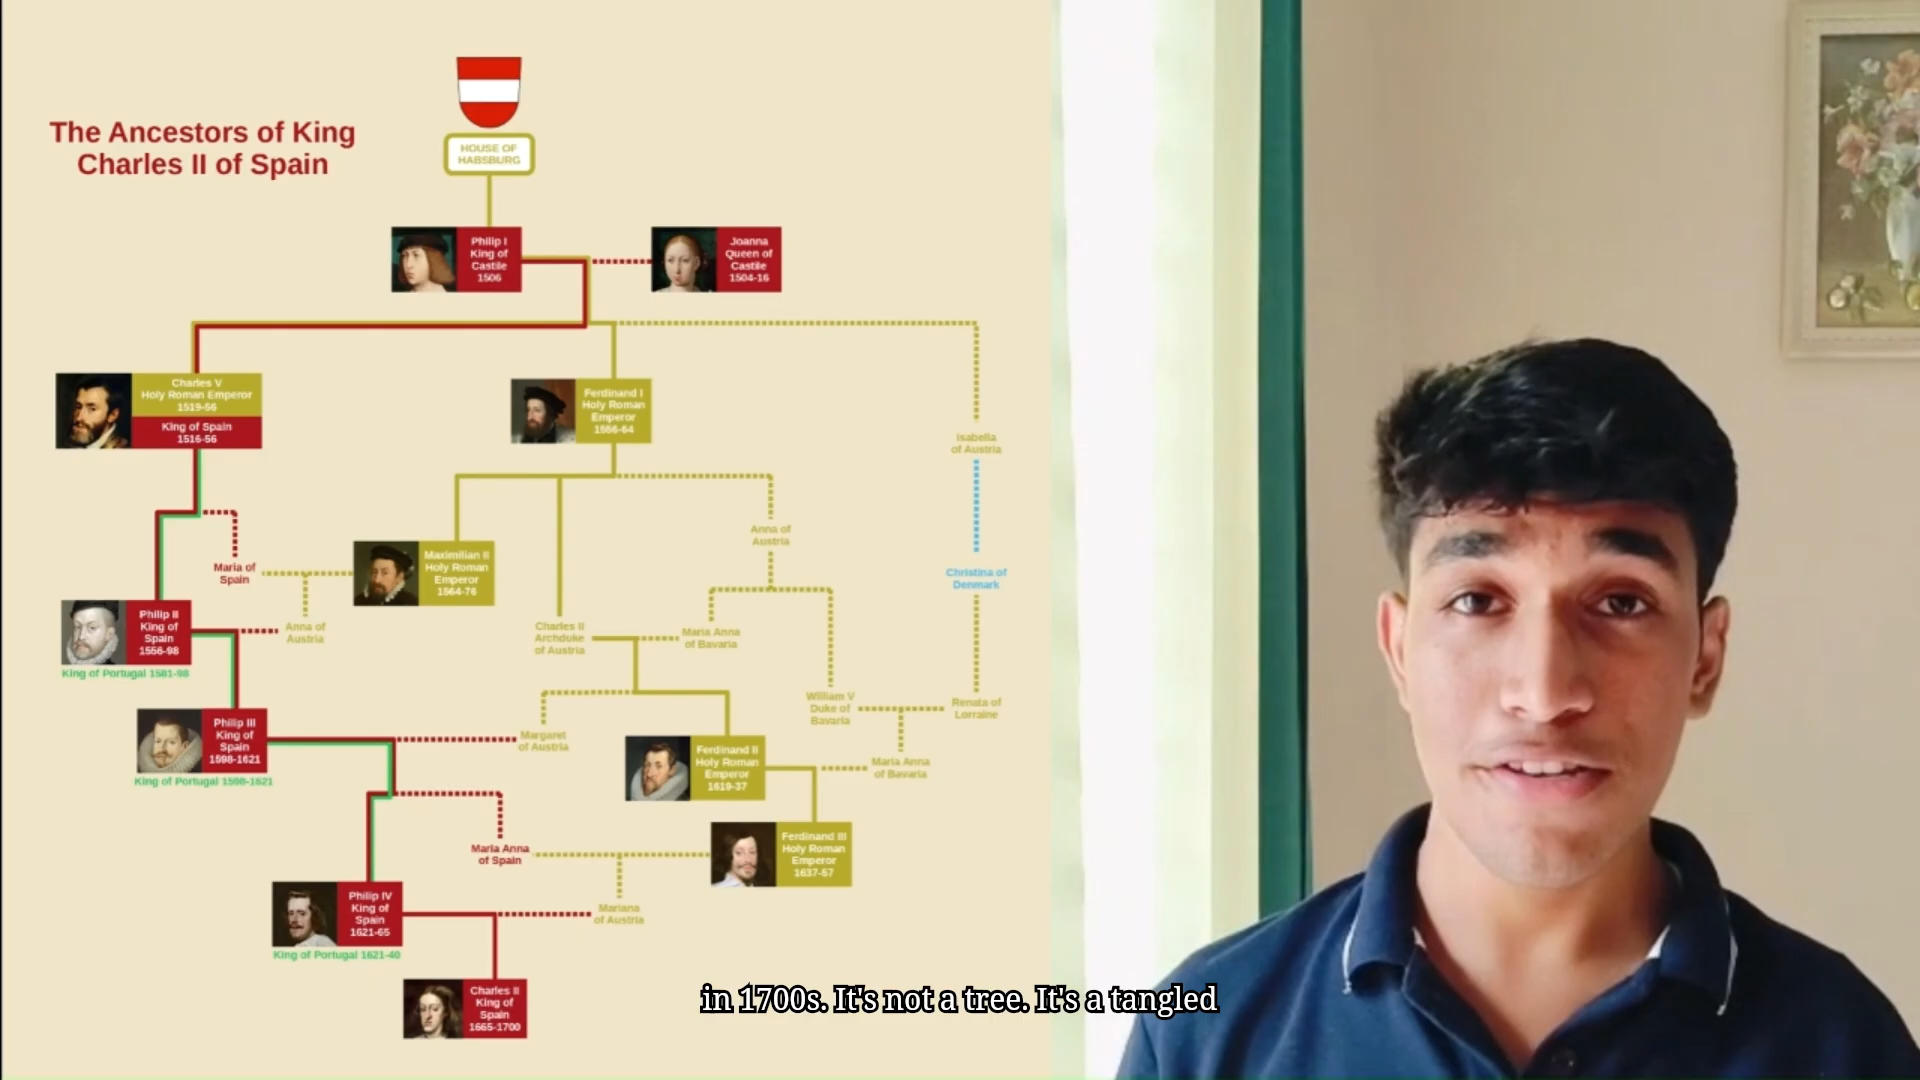 The Ancestors of King
Charles II of Spain
HOUSE OF
HABSBURG
Philip I
King of
Castile
1506
Joanna
Queen of
Castile
1504-16
Charles V
Holy Roman Emperor
1519-56
King of Spain
1516-56
Ferdinand I
Holy Roman
Emperor
1556-64
Isabella
of Austria
Anna of
Austria
Maria of
Spain
Maximilian II
Holy Roman
Emperor
1564-76
Christina of
Denmark
Philip II
King of
Spain
1556-98
King of Portugal 1581-98
Anna of
Austria
Charles II
Archduke
of Austria
Maria Anna
of Bavaria
William V
Duke of
Bavaria
Renata of
Lorraine
Philip III
King of
Spain
1598-1621
King of Portugal 1598-1621
Margaret
of Austria
Ferdinand II
Holy Roman
Emperor
1619-37
Maria Anna
of Bavaria
Maria Anna
of Spain
Ferdinand III
Holy Roman
Emperor
1637-57
Philip IV
King of
Spain
1621-65
King of Portugal 1621-40
Mariana
of Austria
Charles II
King of
Spain
1665-1700
in 1700s. It's not a tree. It's a tangled